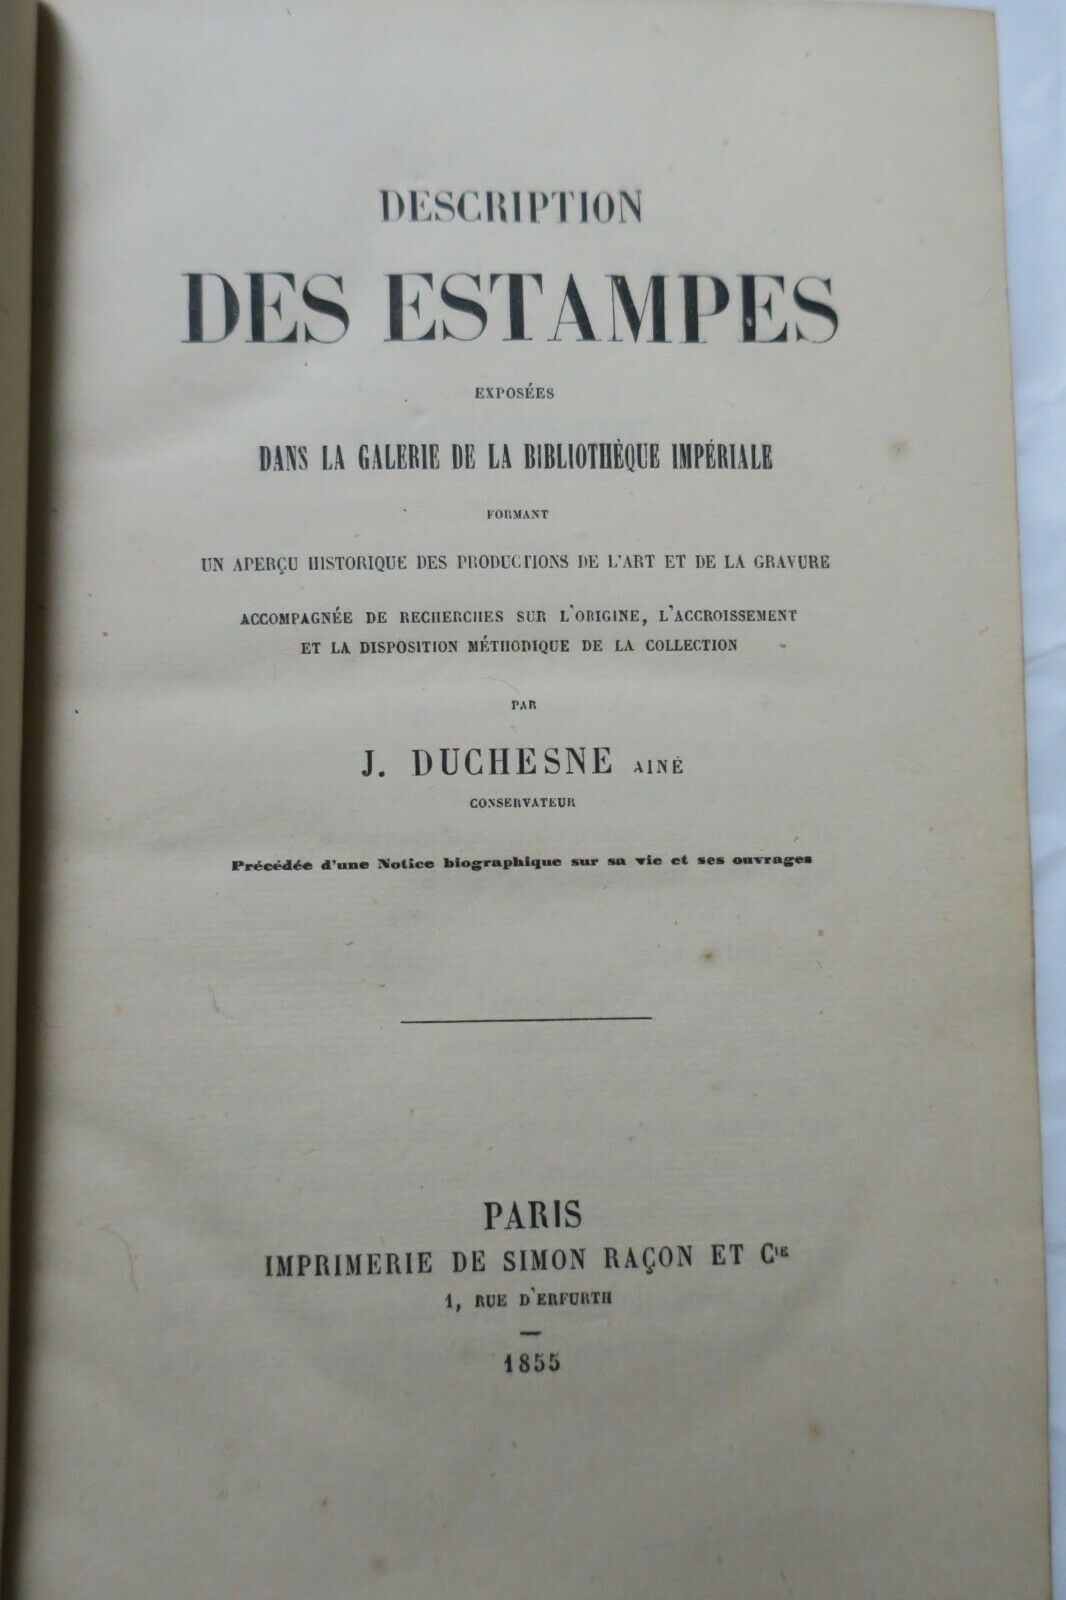 DESCRIPTION
DES ESTAMPES
EXPOSÉES
DANS LA GALERIE DE LA BIBLIOTHÈQUE IMPÉRIALE
FORMANT
UN APERÇU HISTORIQUE DES PRODUCTIONS DE L'ART ET DE LA GRAVURE
ACCOMPAGNÉE DE RECHERCHES SUR L'ORIGINE, L'ACCROISSEMENT
ET LA DISPOSITION MÉTHODIQUE DE LA COLLECTION
PAR
J. DUCHESNE AINÉ
CONSERVATEUR
Précédée d'une Notice biographique sur sa vie et ses ouvrages
PARIS
IMPRIMERIE DE SIMON RAÇON ET Cie
1, RUE D'ERFURTH
1855